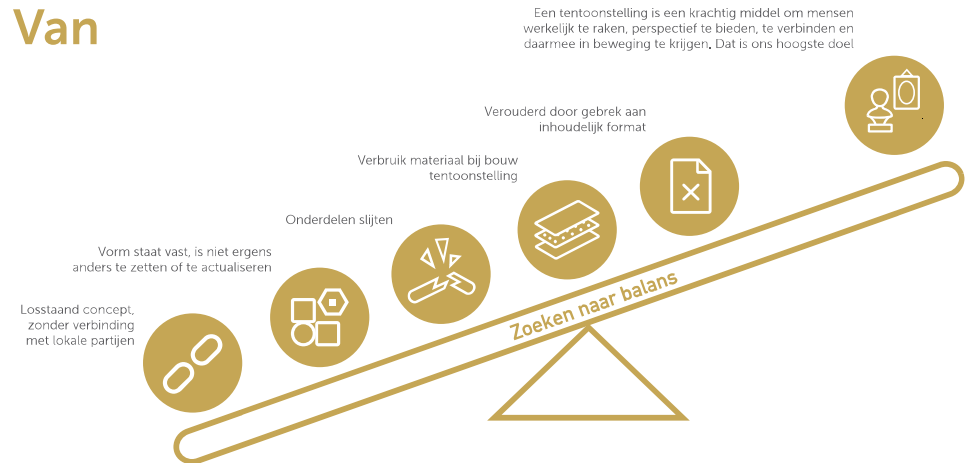 Van
Een tentoonstelling is een krachtig middel om mensen
werkelijk te raken, perspectief te bieden, te verbinden en
daarmee in beweging te krijgen. Dat is ons hoogste doel
Verouderd door gebrek aan
inhoudelijk format
Verbruik materiaal bij bouw
tentoonstelling
Onderdelen slijten
Vorm staat vast, is niet ergens
anders te zetten of te actualiseren
Losstaand concept,
zonder verbinding
met lokale partijen
Zoeken naar balans